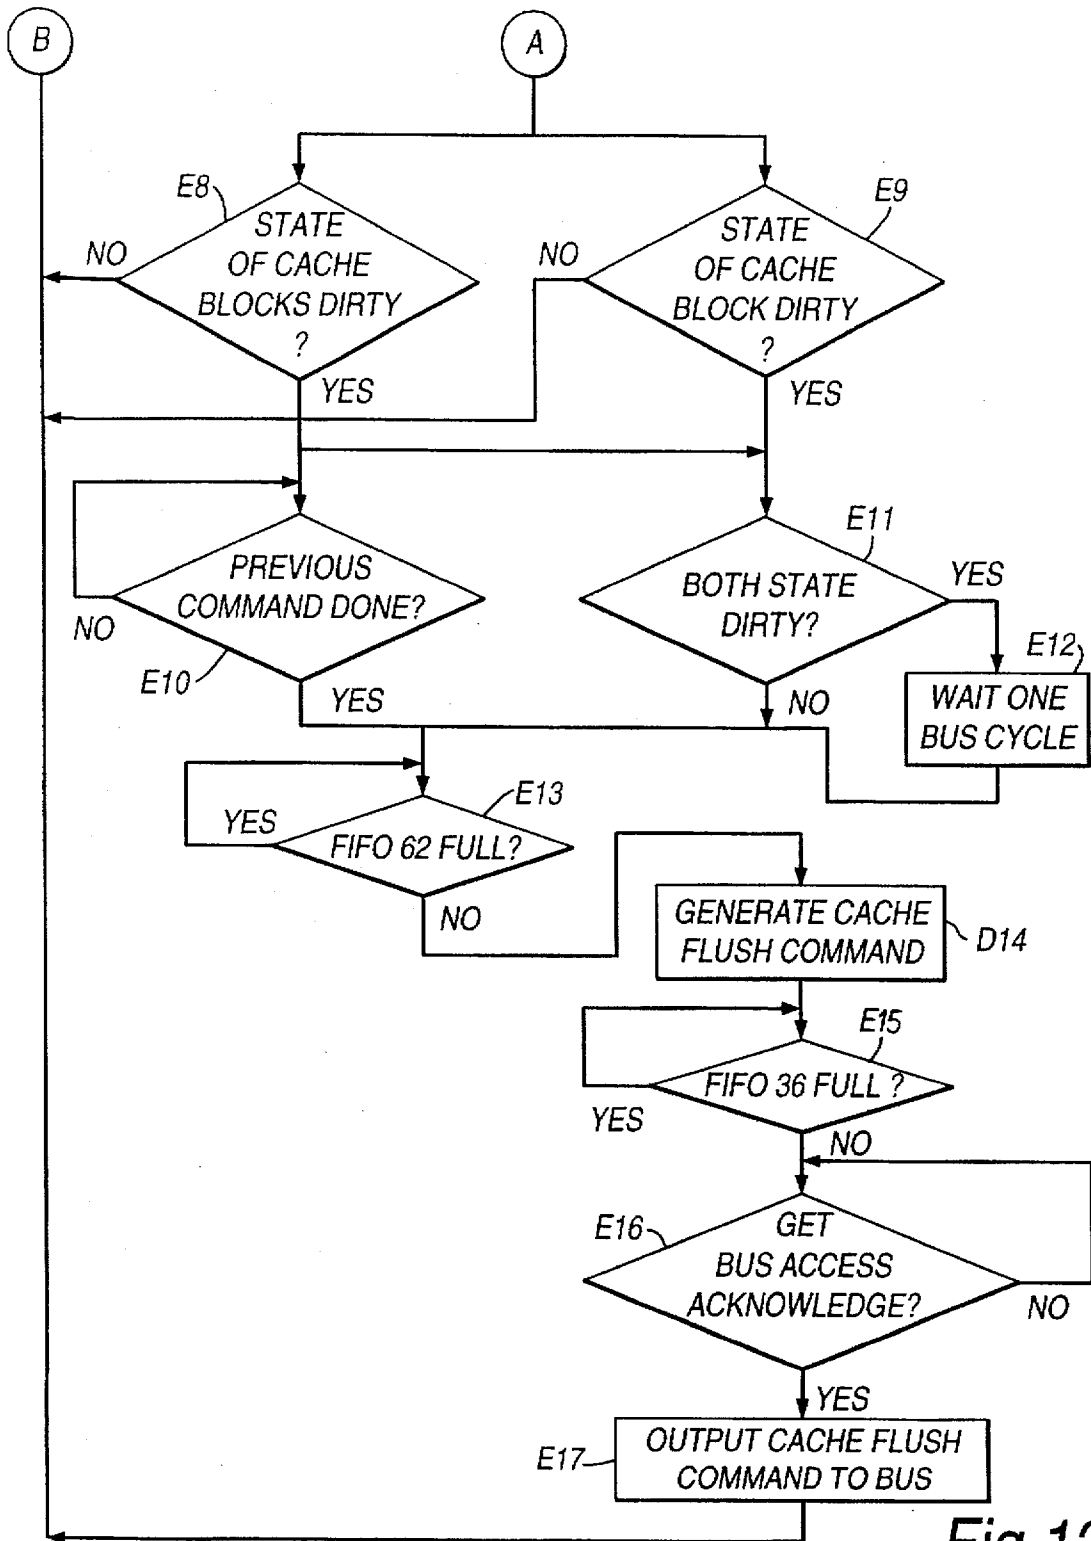 B
A
E8
STATE
OF CACHE
BLOCKS DIRTY
?
NO
YES
E9
STATE
OF CACHE
BLOCK DIRTY
?
NO
YES
PREVIOUS
COMMAND DONE?
NO
E10
YES
E11
BOTH STATE
DIRTY?
YES
NO
E12
WAIT ONE
BUS CYCLE
E13
YES
FIFO 62 FULL?
NO
GENERATE CACHE
FLUSH COMMAND
D14
E15
FIFO 36 FULL ?
YES
NO
E16
GET
BUS ACCESS
ACKNOWLEDGE?
NO
YES
E17
OUTPUT CACHE FLUSH
COMMAND TO BUS